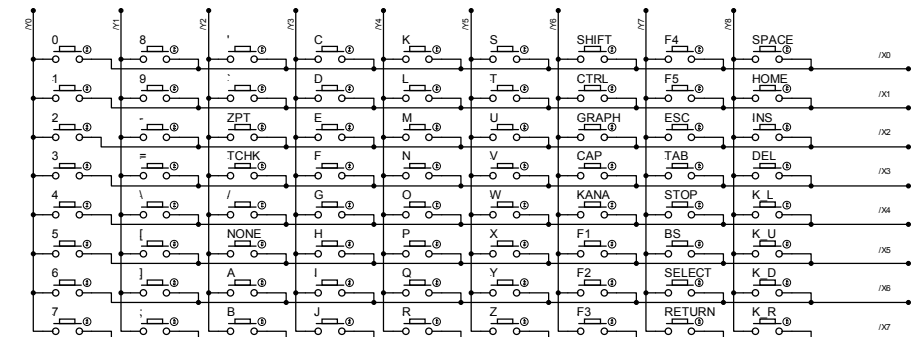 /Y0 /Y1 /Y2 /Y3 /Y4 /Y5 /Y6 /Y7 /Y8
0 8 ' C K S SHIFT F4 SPACE
/X0
1 9 ` D L T CTRL F5 HOME
/X1
2 - ZPT E M U GRAPH ESC INS
/X2
3 = TCHK F N V CAP TAB DEL
/X3
4 \ / G O W KANA STOP K_L
/X4
5 [ NONE H P X F1 BS K_U
/X5
6 ] A I Q Y F2 SELECT K_D
/X6
7 ; B J R Z F3 RETURN K_R
/X7